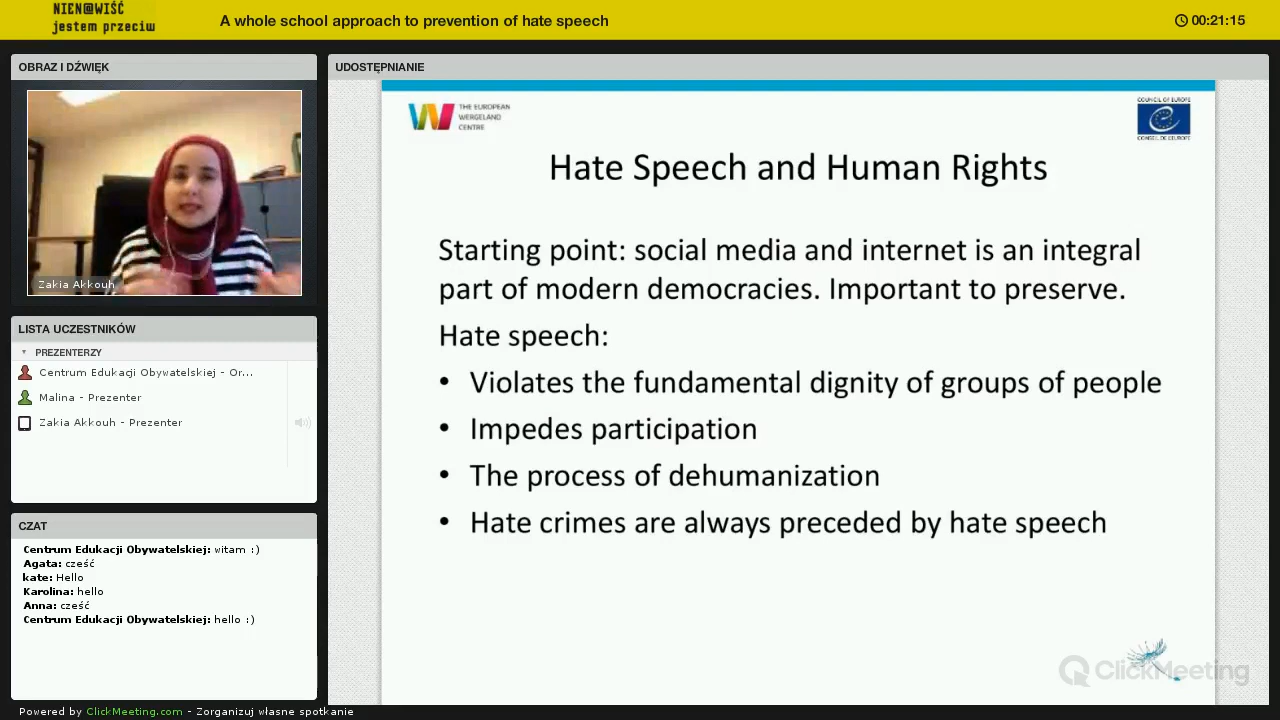 NIEN@WIŚĆ
jestem przeciw
A whole school approach to prevention of hate speech
00:21:15
OBRAZ I DŹWIĘK
Zakia Akkouh
LISTA UCZESTNIKÓW
PREZENTERZY
Centrum Edukacji Obywatelskiej - Or...
Malina - Prezenter
Zakia Akkouh - Prezenter
CZAT
Centrum Edukacji Obywatelskiej: witam :)
Agata: cześć
kate: Hello
Karolina: hello
Anna: cześć
Centrum Edukacji Obywatelskiej: hello :)
Powered by ClickMeeting.com - Zorganizuj własne spotkanie
UDOSTĘPNIANIE
THE EUROPEAN
WERGELAND
CENTRE
COUNCIL OF EUROPE
CONSEIL DE L'EUROPE
Hate Speech and Human Rights
Starting point: social media and internet is an integral
part of modern democracies. Important to preserve.
Hate speech:
• Violates the fundamental dignity of groups of people
• Impedes participation
• The process of dehumanization
• Hate crimes are always preceded by hate speech
ClickMeeting